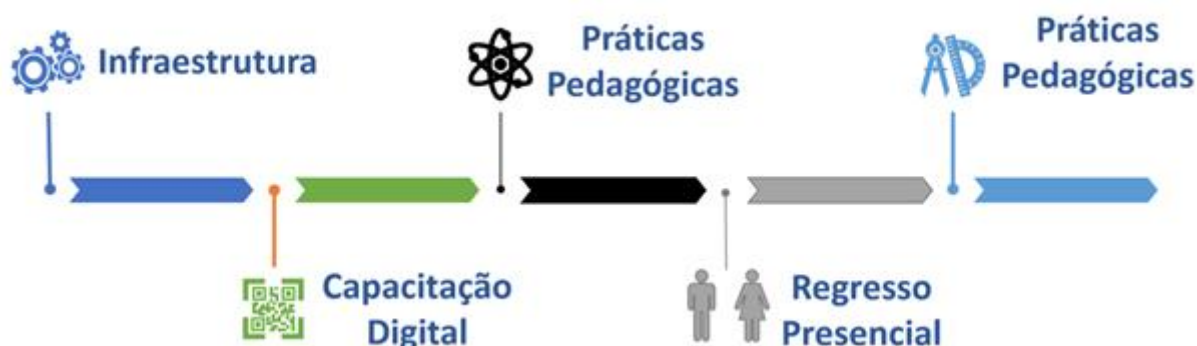 Infraestrutura
Capacitação
Digital
Práticas
Pedagógicas
Regresso
Presencial
Práticas
Pedagógicas